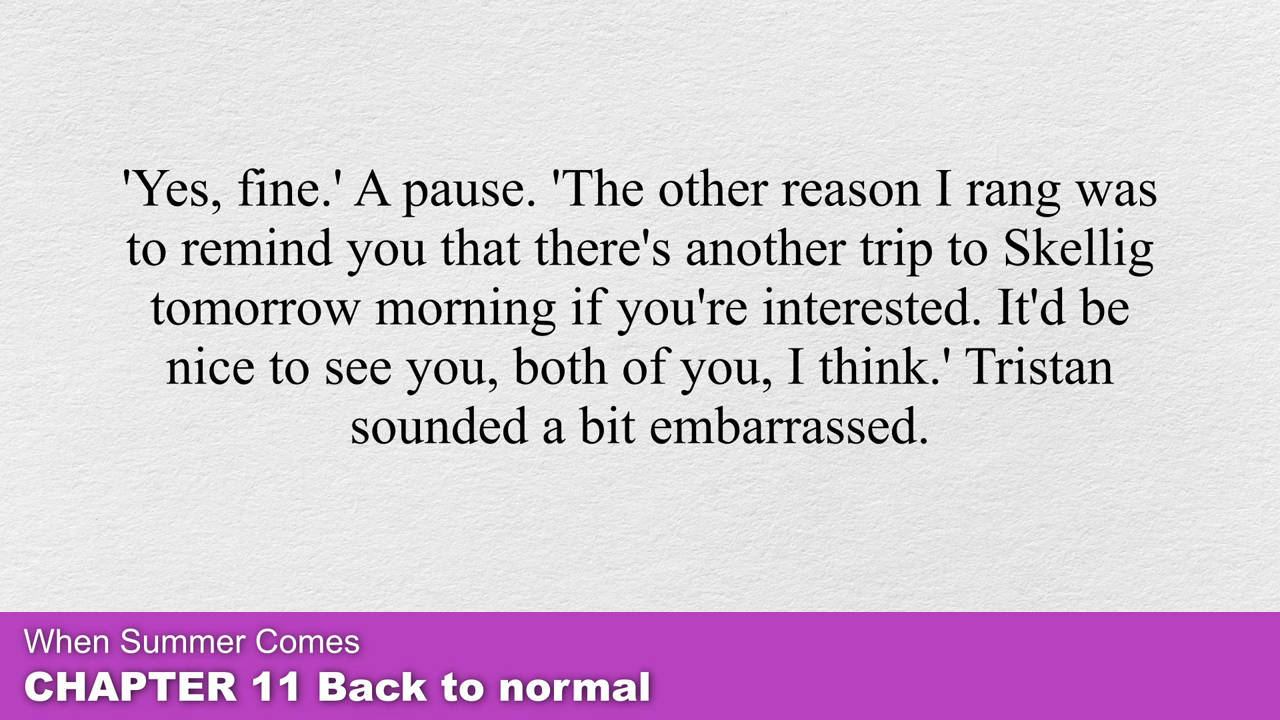 'Yes, fine.' A pause. 'The other reason I rang was
to remind you that there's another trip to Skellig
tomorrow morning if you're interested. It'd be
nice to see you, both of you, I think.' Tristan
sounded a bit embarrassed.
When Summer Comes
CHAPTER 11 Back to normal